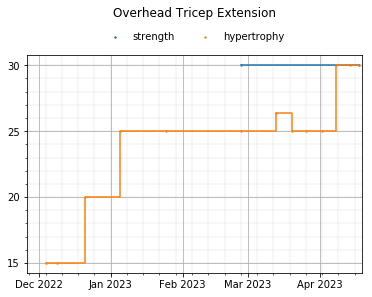 Overhead Tricep Extension
strength hypertrophy
30
25
20
15
Dec 2022 Jan 2023 Feb 2023 Mar 2023 Apr 2023